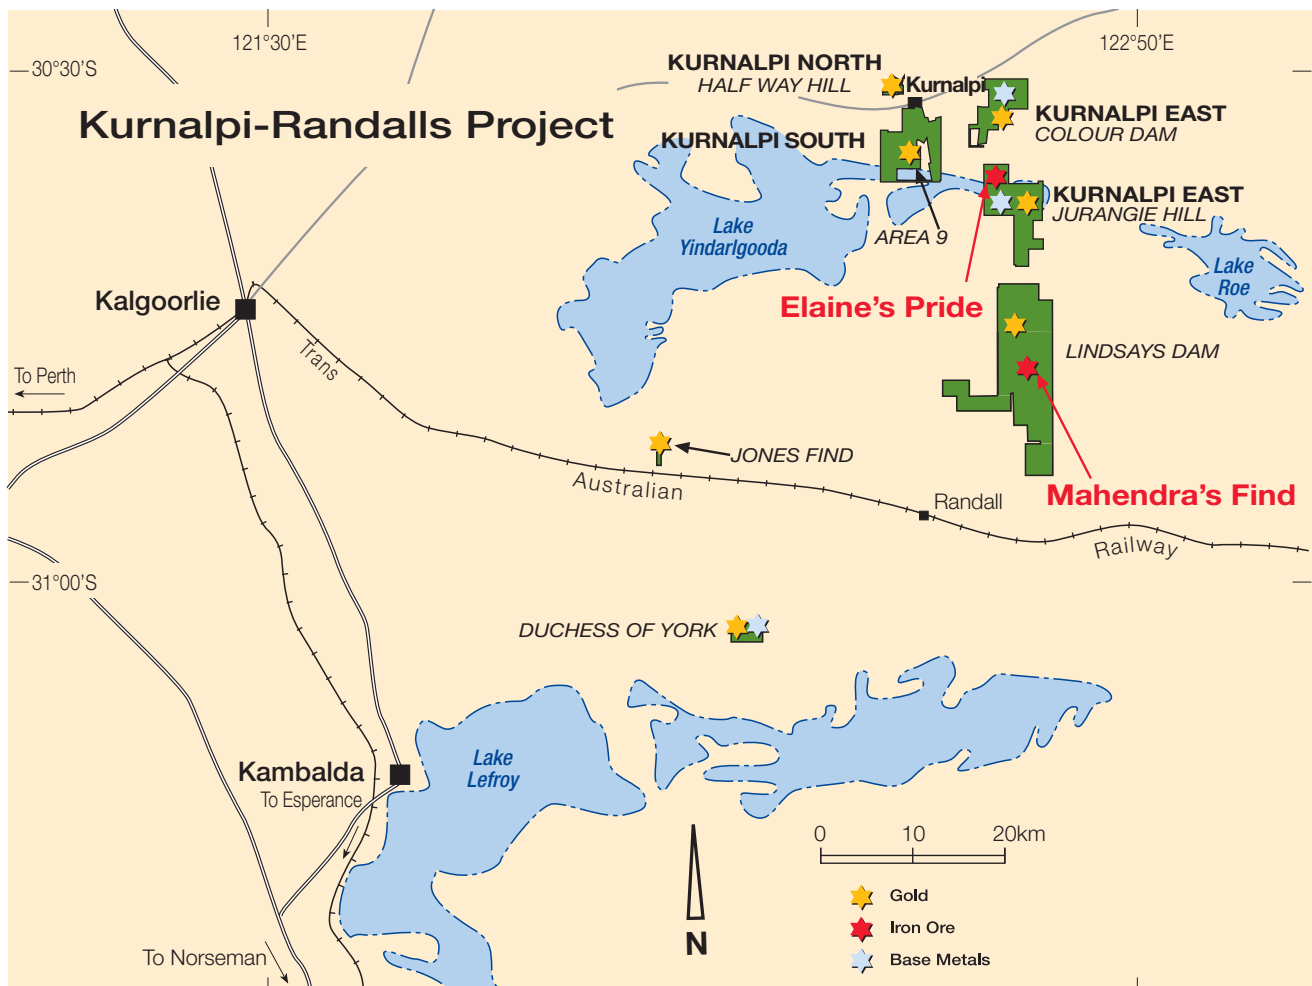 121°30'E
122°50'E
30°30'S
KURNALPI NORTH
HALF WAY HILL
Kurnalpi
Kurnalpi-Randalls Project
KURNALPI SOUTH
KURNALPI EAST
COLOUR DAM
KURNALPI EAST
JURANGIE HILL
AREA 9
Lake
Yindarlgooda
Lake
Roe
Kalgoorlie
Elaine's Pride
Trans
LINDSAYS DAM
To Perth
JONES FIND
Australian
Randall
Mahendra's Find
Railway
31°00'S
DUCHESS OF YORK
Lake
Lefroy
Kambalda
To Esperance
0 10 20km
Gold
Iron Ore
Base Metals
N
To Norseman